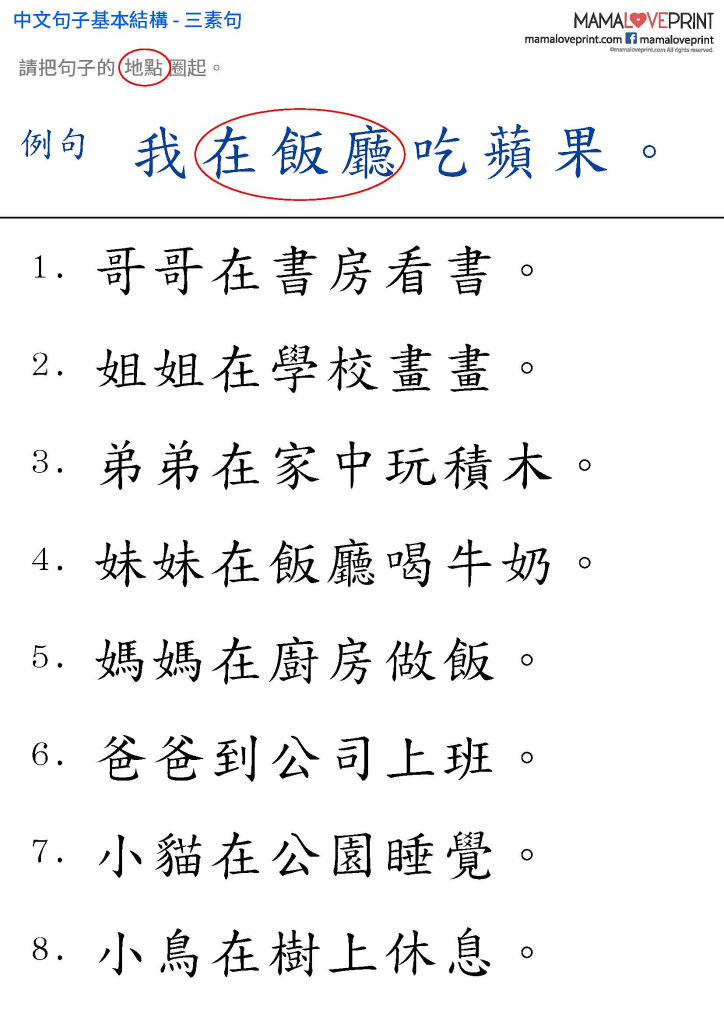 中文句子基本結構 - 三素句
MAMALOVEPRINT
mamaloveprint.com f mamaloveprint
©mamaloveprint.com All rights reserved.
請把句子的 地點 圈起。
例句 我在飯廳吃蘋果。
1. 哥哥在書房看書。
2. 姐姐在學校畫畫。
3. 弟弟在家中玩積木。
4. 妹妹在飯廳喝牛奶。
5. 媽媽在廚房做飯。
6. 爸爸到公司上班。
7. 小貓在公園睡覺。
8. 小鳥在樹上休息。